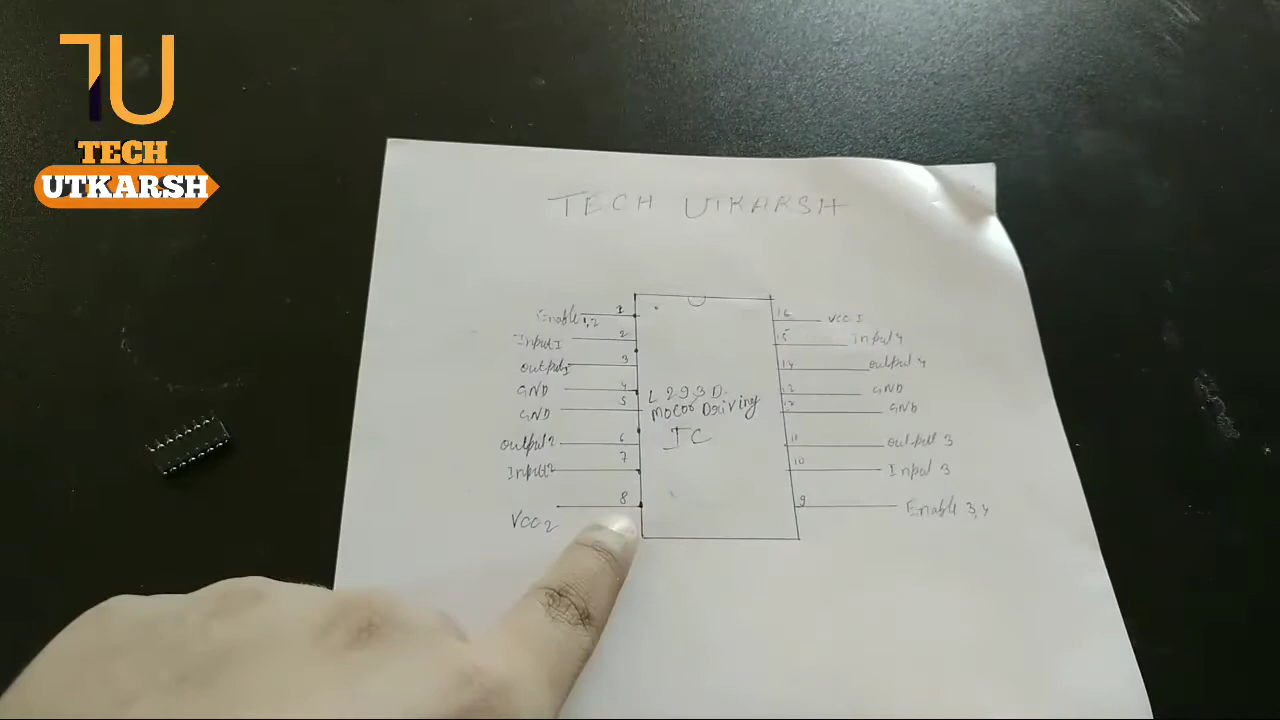 TU
TECH
UTKARSH
TECH UTKARSH
Enable 1,2 1
Input I 2
output 1 3
GND 4
GND 5
output 2 6
Input 2 7
VCC 2 8
L293D
Motor Driving
IC
16 VCC I
15 Input 4
14 output 4
13 GND
12 GND
11 output 3
10 Input 3
9 Enable 3,4